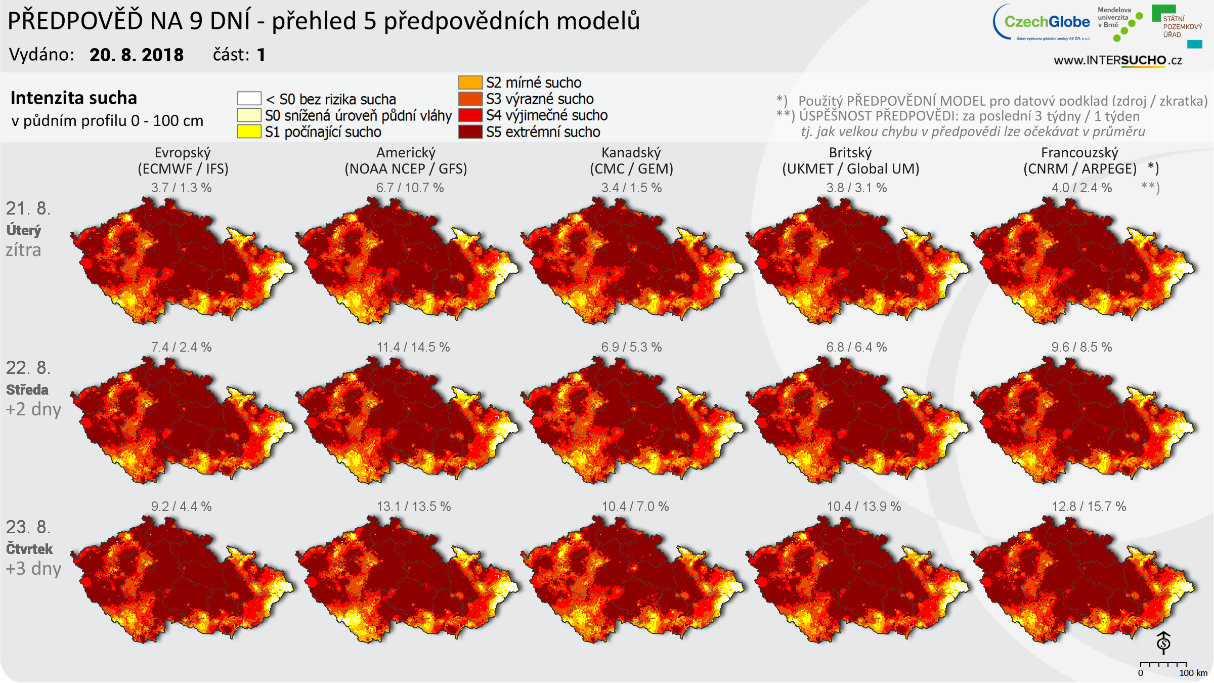 PŘEDPOVĚĎ NA 9 DNÍ - přehled 5 předpovědních modelů
Vydáno: 20. 8. 2018 část: 1
CzechGlobe
Mendelova
univerzita
v Brně
STÁTNÍ
POZEMKOVÝ
ÚŘAD
www.INTERSUCHO.cz
Intenzita sucha
v půdním profilu 0 - 100 cm
< S0 bez rizika sucha
S0 snížená úroveň půdní vláhy
S1 počínající sucho
S2 mírné sucho
S3 výrazné sucho
S4 výjimečné sucho
S5 extrémní sucho
*) Použitý PŘEDPOVĚDNÍ MODEL pro datový podklad (zdroj / zkratka)
**) ÚSPĚŠNOST PŘEDPOVĚDI: za poslední 3 týdny / 1 týden
tj. jak velkou chybu v předpovědi lze očekávat v průměru
Evropský Americký Kanadský Britský Francouzský
(ECMWF / IFS) (NOAA NCEP / GFS) (CMC / GEM) (UKMET / Global UM) (CNRM / ARPEGE) *)
3.7 / 1.3 % 6.7 / 10.7 % 3.4 / 1.5 % 3.8 / 3.1 % 4.0 / 2.4 % **)
21. 8.
Úterý
zítra
7.4 / 2.4 % 11.4 / 14.5 % 6.9 / 5.3 % 6.8 / 6.4 % 9.6 / 8.5 %
22. 8.
Středa
+2 dny
9.2 / 4.4 % 13.1 / 13.5 % 10.4 / 7.0 % 10.4 / 13.9 % 12.8 / 15.7 %
23. 8.
Čtvrtek
+3 dny
S
0 100 km